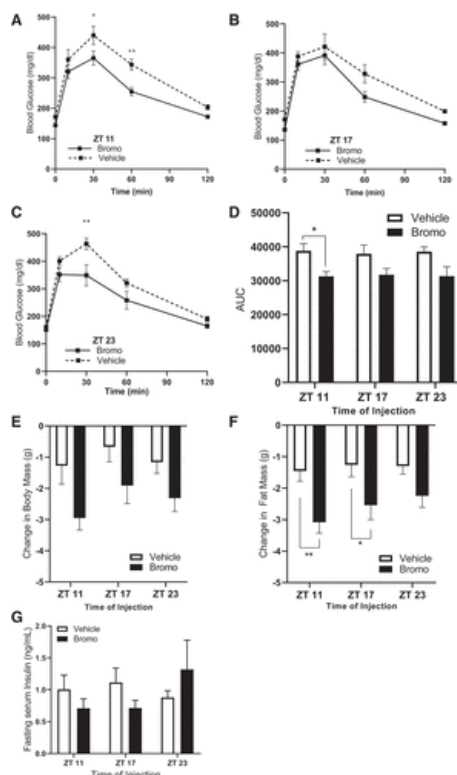 A
*
**
500
400
300
200
100
Blood Glucose (mg/dl)
ZT 11
Bromo
Vehicle
0
30
60
90
120
Time (min)
B
500
400
300
200
100
Blood Glucose (mg/dl)
ZT 17
Bromo
Vehicle
0
30
60
90
120
Time (min)
C
**
500
400
300
200
100
Blood Glucose (mg/dl)
ZT 23
Bromo
Vehicle
0
30
60
90
120
Time (min)
D
Vehicle
Bromo
*
50000
40000
30000
20000
10000
0
AUC
ZT 11
ZT 17
ZT 23
Time of Injection
E
0
-1
-2
-3
-4
-5
Change in Body Mass (g)
Vehicle
Bromo
ZT 11
ZT 17
ZT 23
Time of Injection
F
0
-1
-2
-3
-4
-5
Change in Fat Mass (g)
**
*
Vehicle
Bromo
ZT 11
ZT 17
ZT 23
Time of Injection
G
Vehicle
Bromo
2.0
1.5
1.0
0.5
0.0
Fasting serum Insulin (ng/mL)
ZT 11
ZT 17
ZT 23
Time of Injection